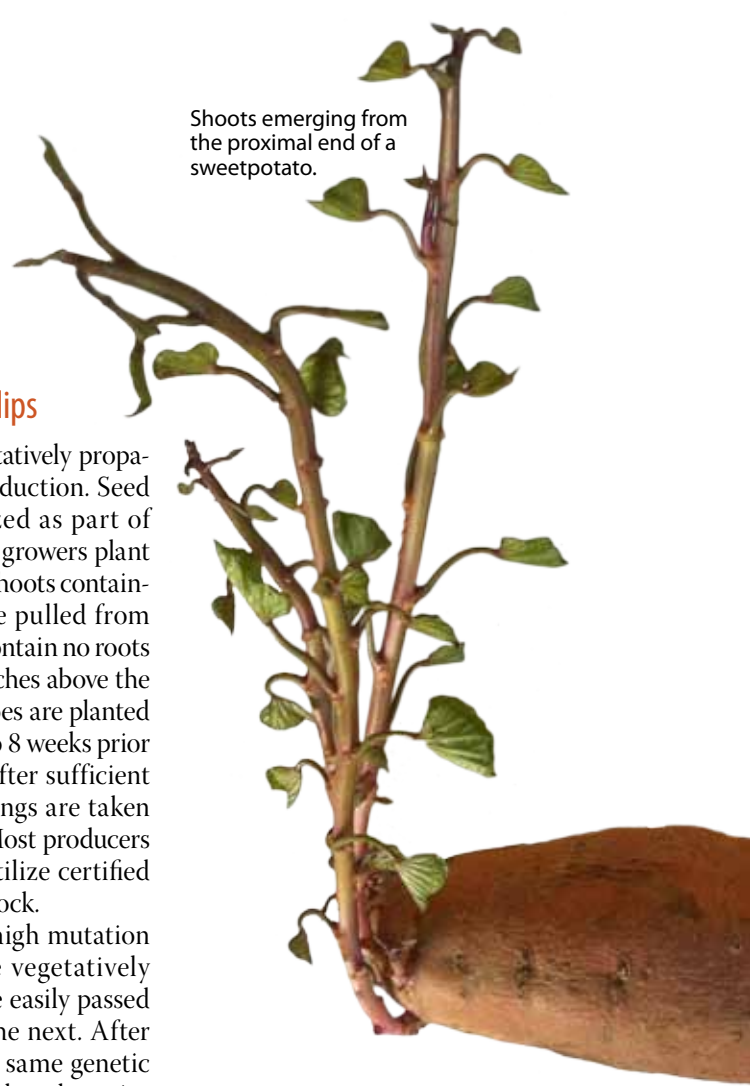 Shoots emerging from
the proximal end of a
sweetpotato.
lips
tatively propa-
duction. Seed
zed as part of
growers plant
hoots contain-
e pulled from
ontain no roots
ches above the
es are planted
8 weeks prior
fter sufficient
ngs are taken
ost producers
tilize certified
ock.
high mutation
vegetatively
e easily passed
he next. After
same genetic